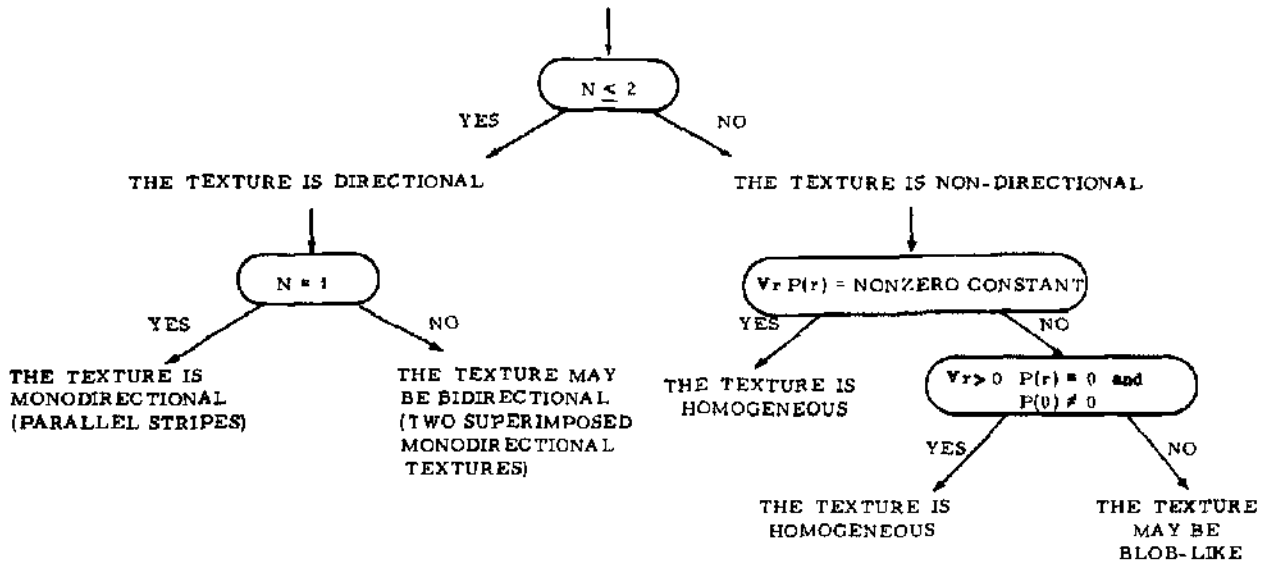 N ≤ 2
YES
NO
THE TEXTURE IS DIRECTIONAL
THE TEXTURE IS NON-DIRECTIONAL
N = 1
∀r P(r) = NONZERO CONSTANT
YES
NO
YES
NO
THE TEXTURE IS
MONODIRECTIONAL
(PARALLEL STRIPES)
THE TEXTURE MAY
BE BIDIRECTIONAL
(TWO SUPERIMPOSED
MONODIRECTIONAL
TEXTURES)
THE TEXTURE IS
HOMOGENEOUS
∀r > 0 P(r) = 0 and
P(0) ≠ 0
YES
NO
THE TEXTURE IS
HOMOGENEOUS
THE TEXTURE
MAY BE
BLOB-LIKE